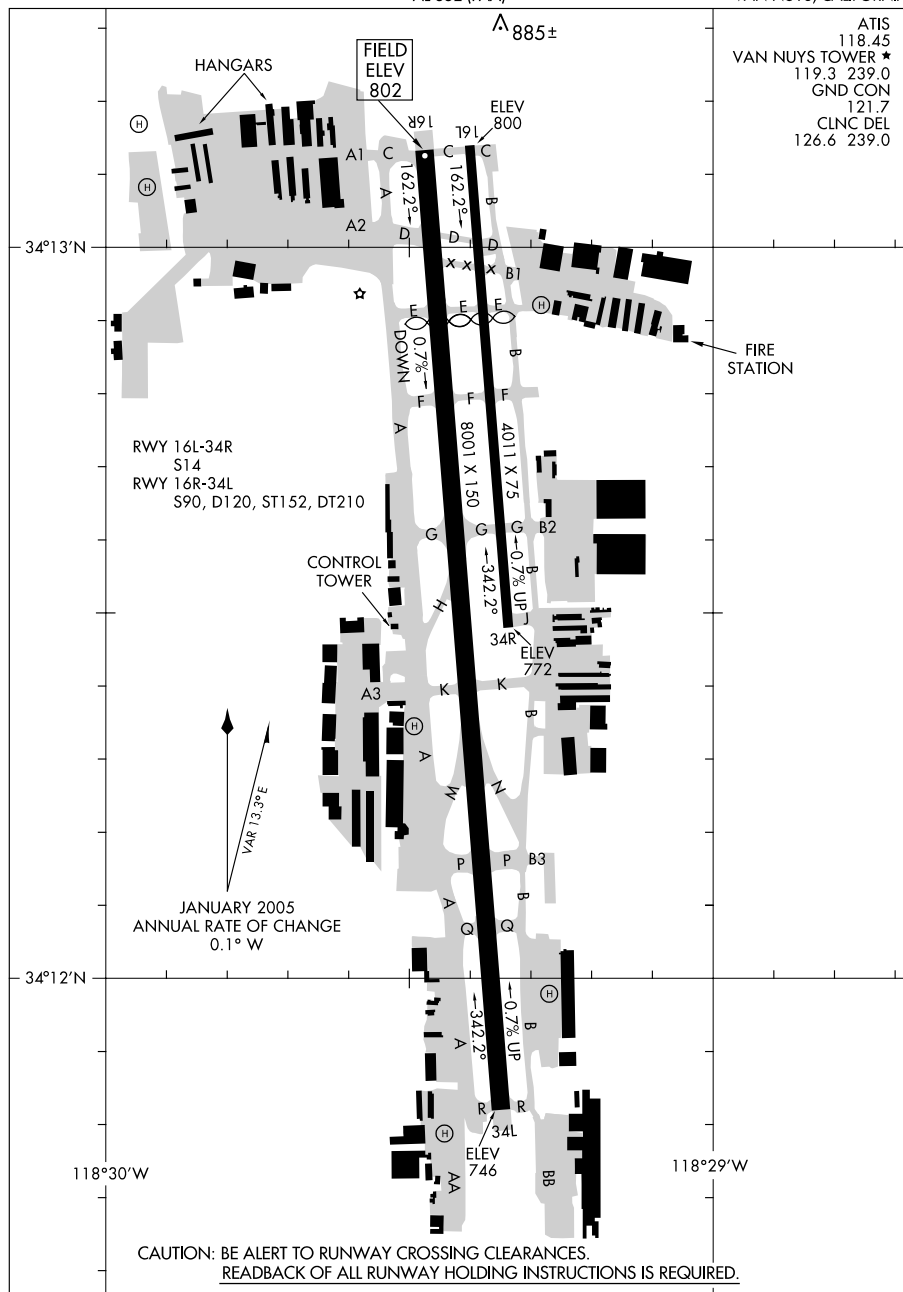 885±
ATIS
118.45
VAN NUYS TOWER ★
119.3 239.0
GND CON
121.7
CLNC DEL
126.6 239.0
HANGARS
FIELD
ELEV
802
16R
16L
ELEV
800
H
H
A1 C C C
A B
162.2°
162.2°
A2
D D D
34°13'N
X X X B1
E E E
H
FIRE
STATION
0.7%
DOWN
B
F F F
A
8001 X 150
4011 X 75
RWY 16L-34R
S14
RWY 16R-34L
S90, D120, ST152, DT210
G G G B2
CONTROL
TOWER
342.2°
0.7% UP
B
H
J
34R
ELEV
772
A3 K K
B
H
A
VAR 13.3°E
M N
P P B3
A B
JANUARY 2005
ANNUAL RATE OF CHANGE
0.1° W
Q Q
34°12'N
H
342.2°
0.7% UP
A B
R R
34L
H
ELEV
746
118°30'W
118°29'W
AA BB
CAUTION: BE ALERT TO RUNWAY CROSSING CLEARANCES.
READBACK OF ALL RUNWAY HOLDING INSTRUCTIONS IS REQUIRED.